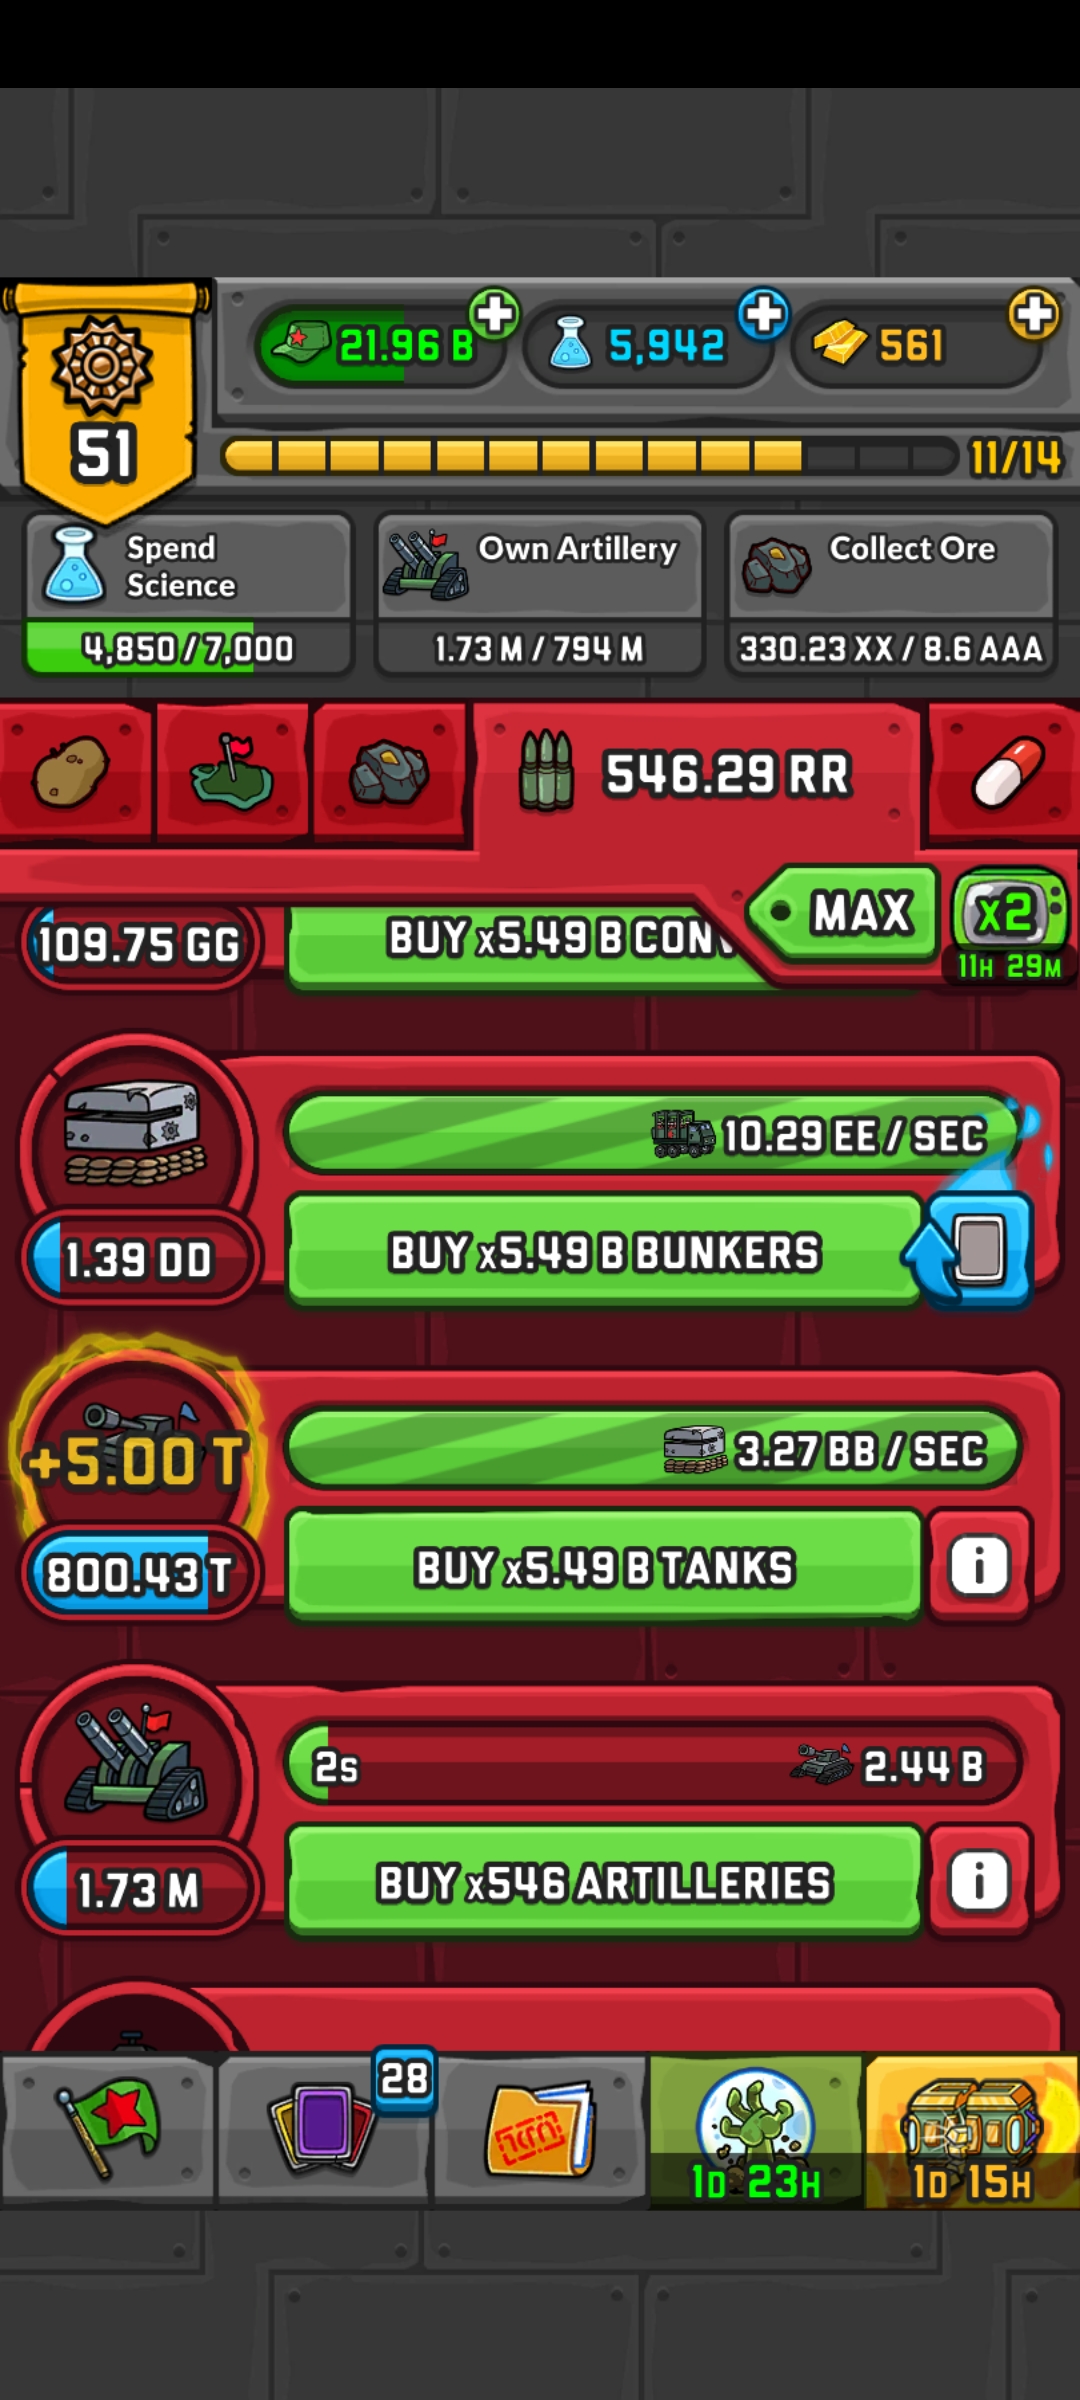 21.96 B
5,942
561
51
11/14
Spend
Science
4,850/7,000
Own Artillery
1.73 M/794 M
Collect Ore
330.23 XX/8.6 AAA
546.29 RR
MAX
x2
11H 29M
109.75 GG
BUY x5.49 B
10.29 EE/SEC
1.39 DD
BUY x5.49 B BUNKERS
+5.00 T
3.27 BB/SEC
800.43 T
BUY x5.49 B TANKS
i
2s
2.44 B
1.73 M
BUY x546 ARTILLERIES
i
28
1D 23H
1D 15H